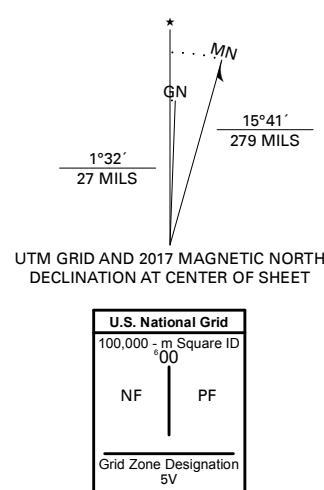 ★
MN
GN
1°32´
27 MILS
15°41´
279 MILS
UTM GRID AND 2017 MAGNETIC NORTH
DECLINATION AT CENTER OF SHEET
U.S. National Grid
100,000 - m Square ID
⁶00
NF PF
Grid Zone Designation
5V